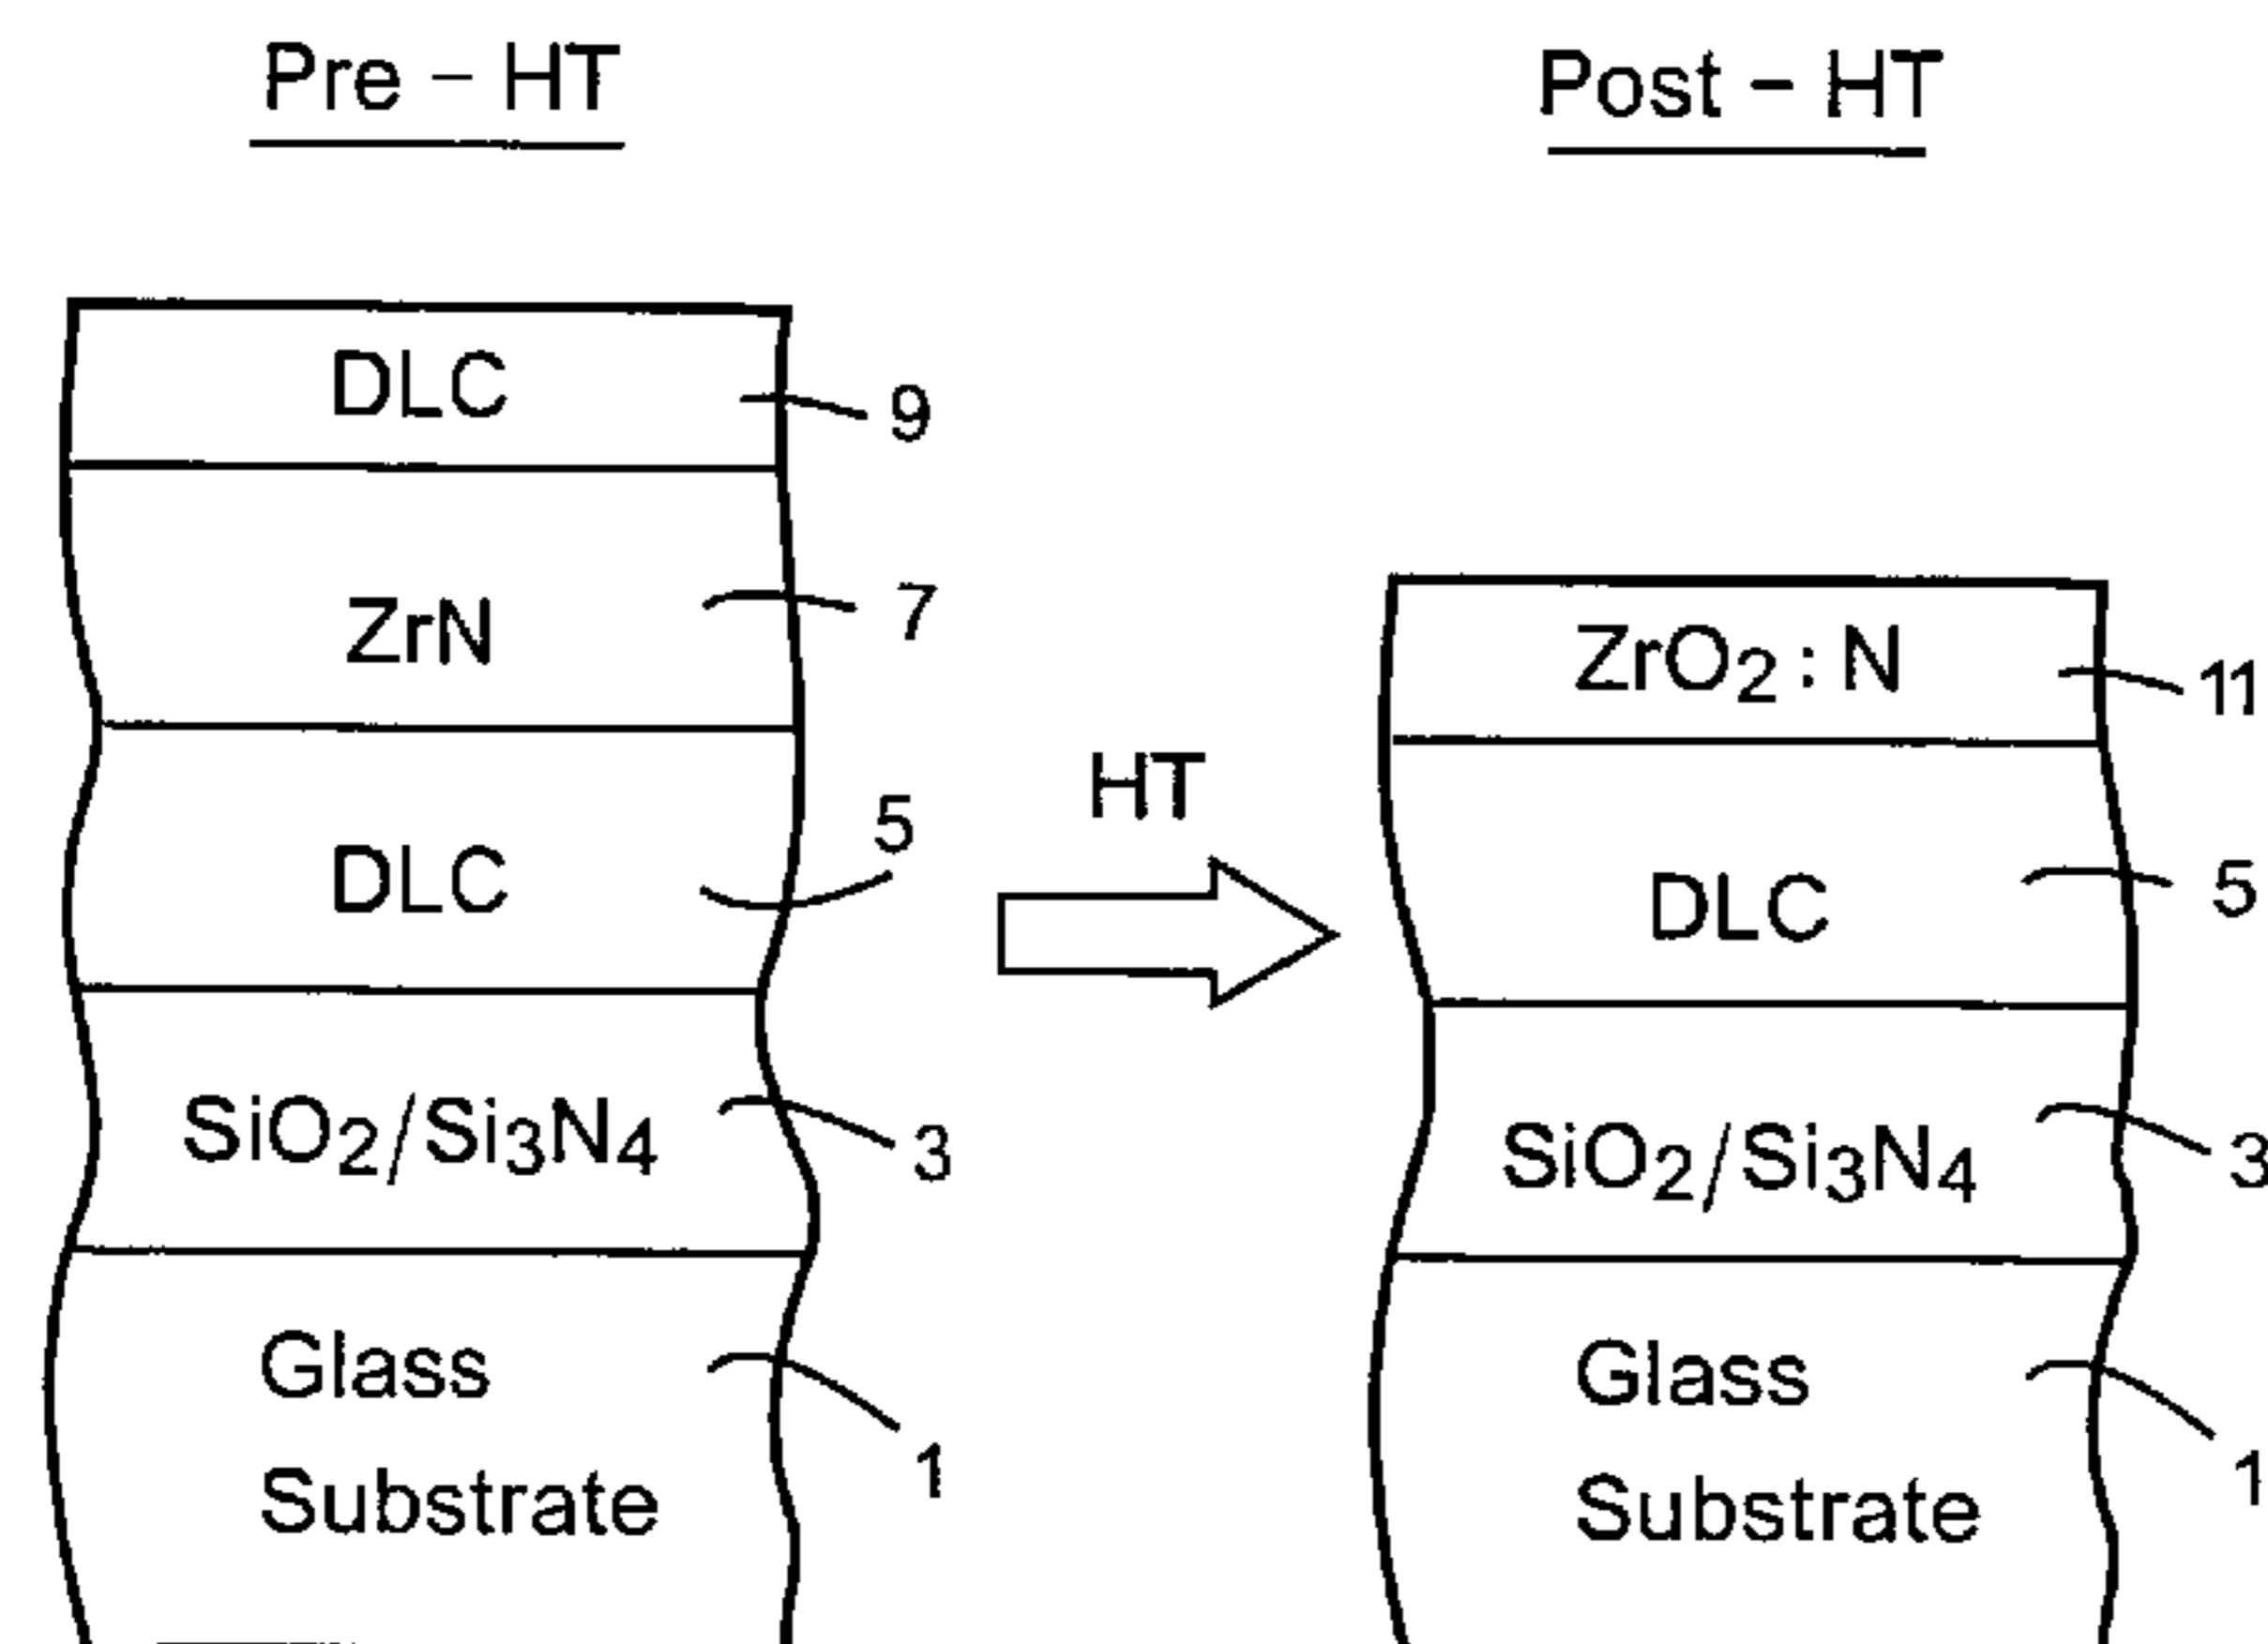 Pre – HT
DLC
9
ZrN
7
DLC
5
SiO2/Si3N4
3
Glass
Substrate
1
HT
Post – HT
ZrO2 : N
11
DLC
5
SiO2/Si3N4
3
Glass
Substrate
1